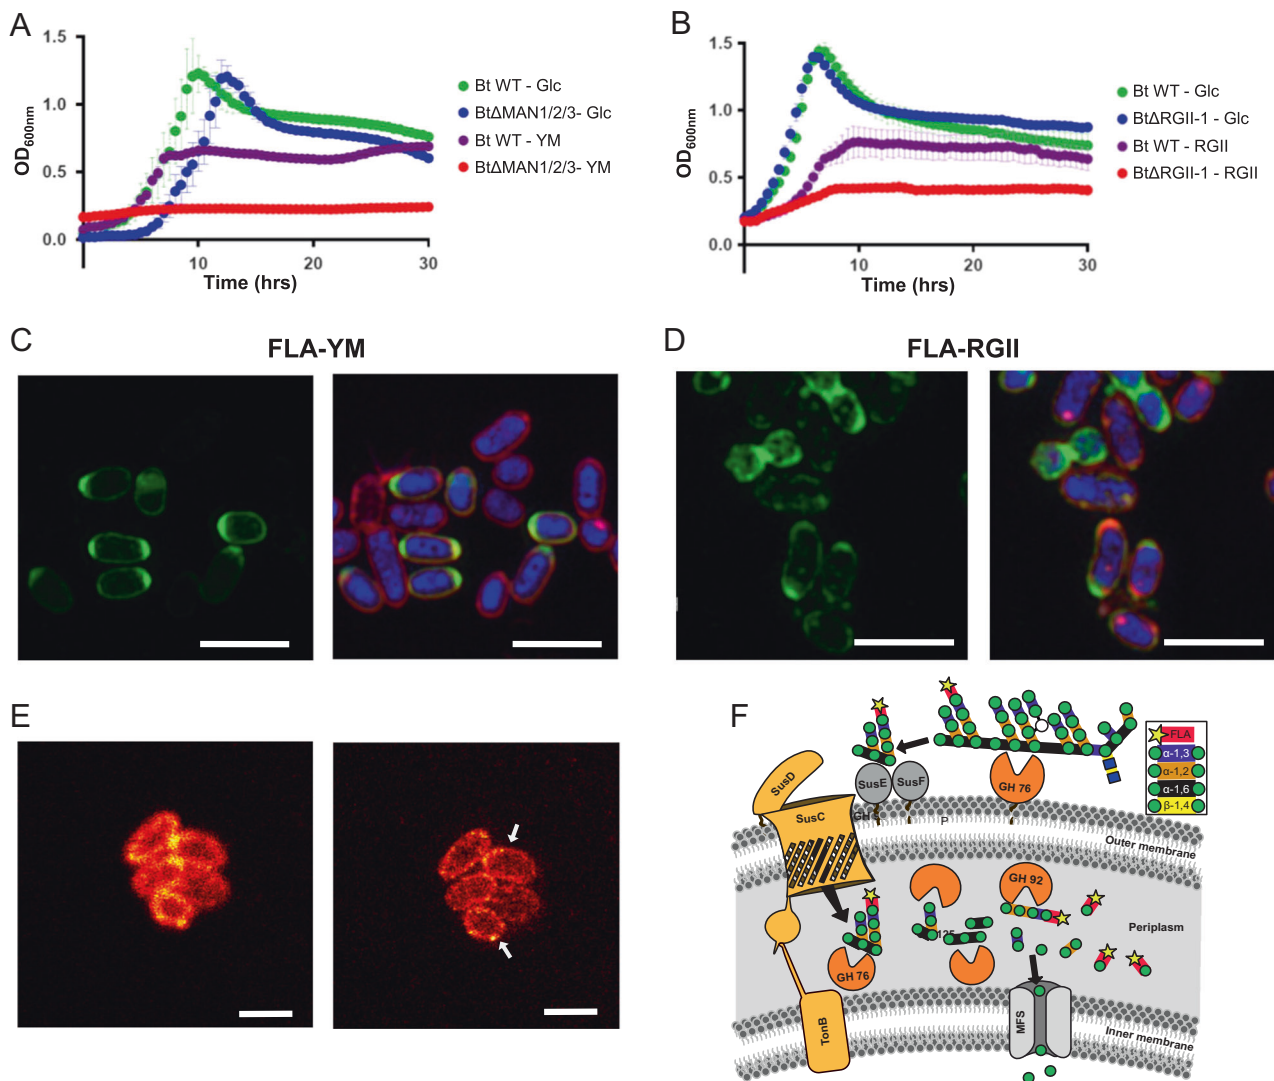 A
1.5
1.0
0.5
0.0
OD600nm
10
20
30
Time (hrs)
Bt WT - Glc
BtΔMAN1/2/3- Glc
Bt WT - YM
BtΔMAN1/2/3- YM
B
1.5
1.0
0.5
0.0
OD600nm
10
20
30
Time (hrs)
Bt WT - Glc
BtΔRGII-1 - Glc
Bt WT - RGII
BtΔRGII-1 - RGII
C
FLA-YM
D
FLA-RGII
E
F
FLA
α-1,3
α-1,2
α-1,6
β-1,4
SusD
SusE
SusF
GH 76
SusC
GH
P
Outer membrane
GH 92
125
Periplasm
GH 76
TonB
MFS
Inner membrane